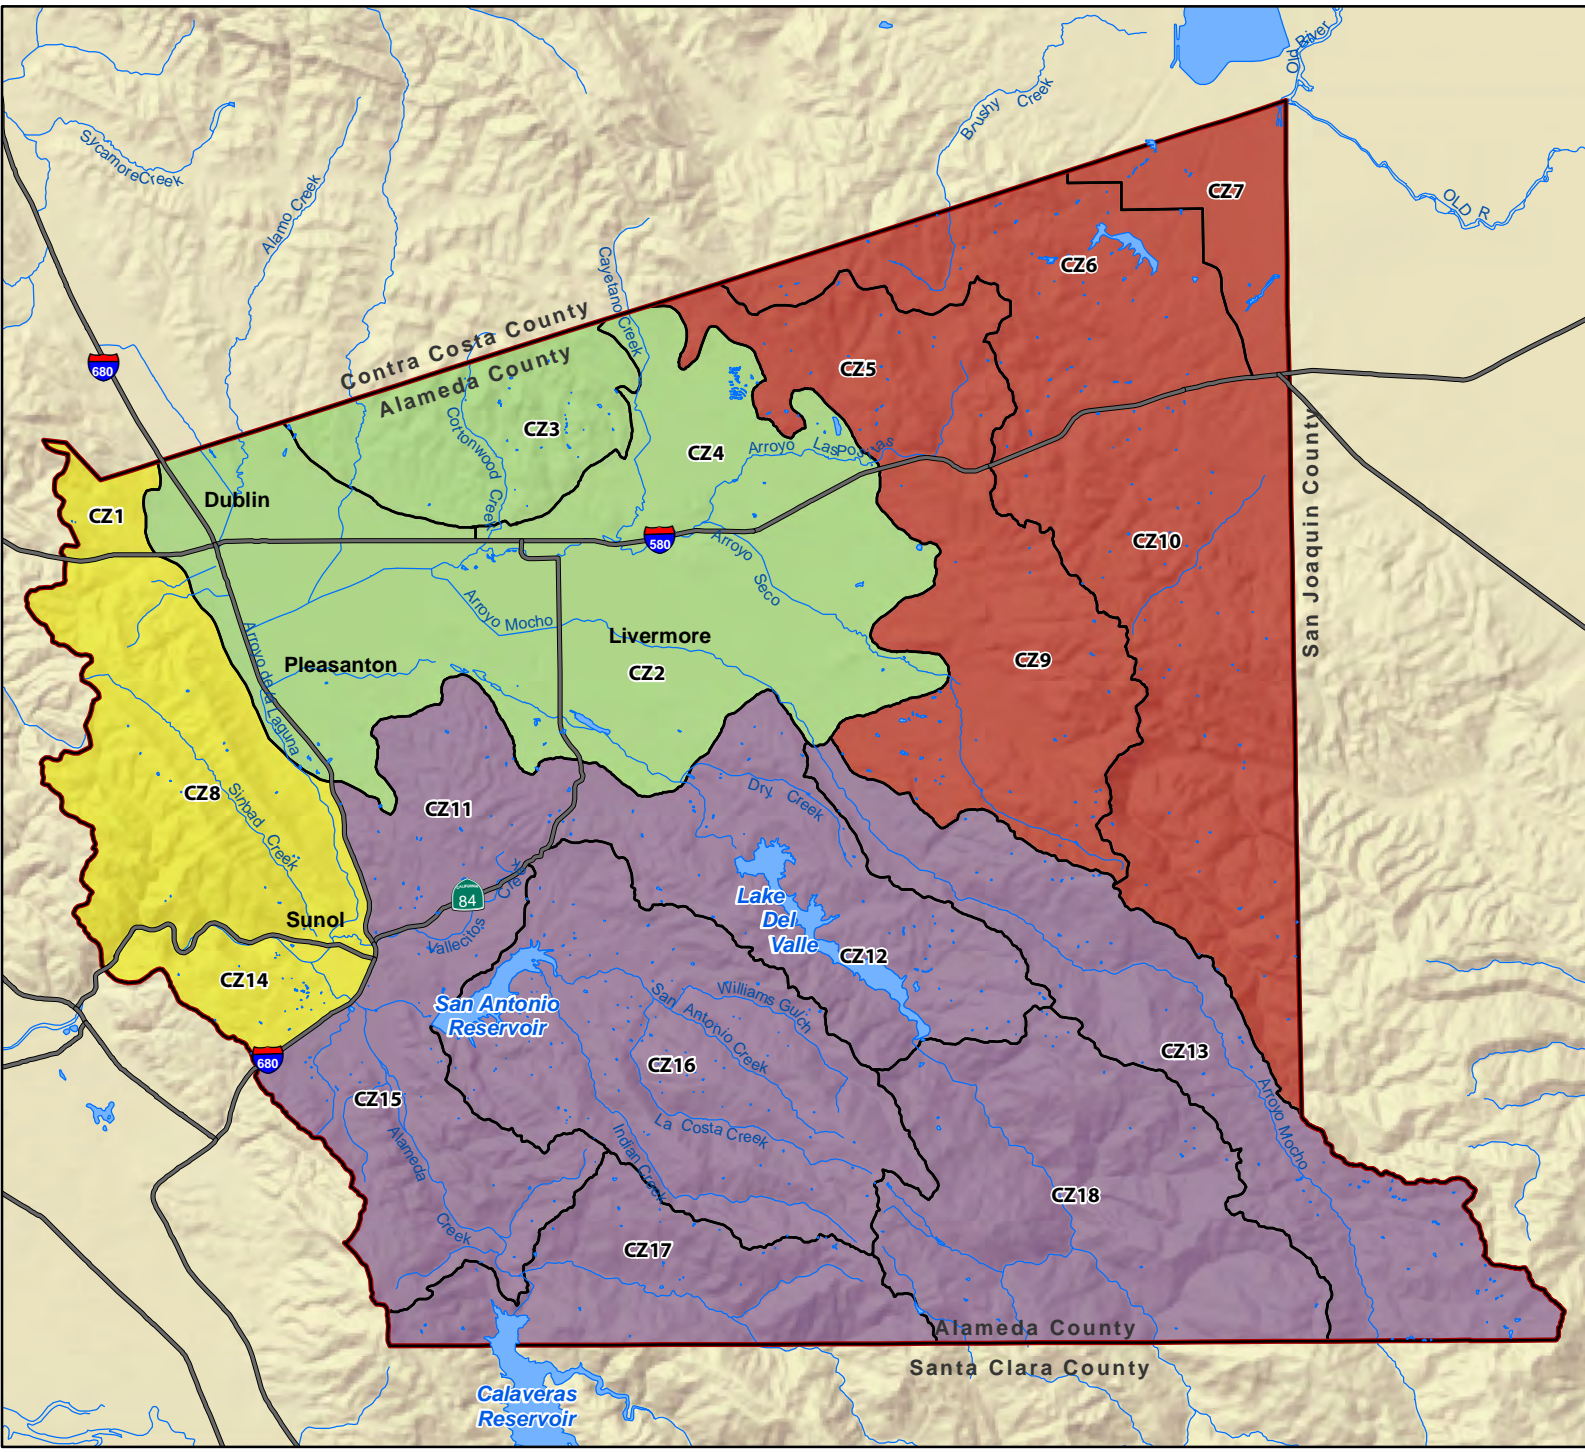 Old River
Brushy Creek
SycamoreCreek
Alamo Creek
OLD R
CZ7
CZ6
Cayetano Creek
Contra Costa County
Alameda County
680
CZ5
CZ3
Cottonwood Creek
CZ4
Arroyo LasPositas
San Joaquin County
Dublin
CZ1
580
Arroyo Seco
CZ10
Arroyo Mocho
Livermore
CZ2
Pleasanton
Arroyo de la Laguna
CZ9
CZ8
Sinbad Creek
CZ11
Dry Creek
CALIFORNIA
84
Vallecitos Creek
Lake
Del
Valle
Sunol
CZ12
CZ14
San Antonio
Reservoir
Williams Gulch
San Antonio Creek
680
CZ16
CZ13
CZ15
Alameda Creek
La Costa Creek
Indian Creek
Arroyo Mocho
CZ18
CZ17
Alameda County
Santa Clara County
Calaveras
Reservoir